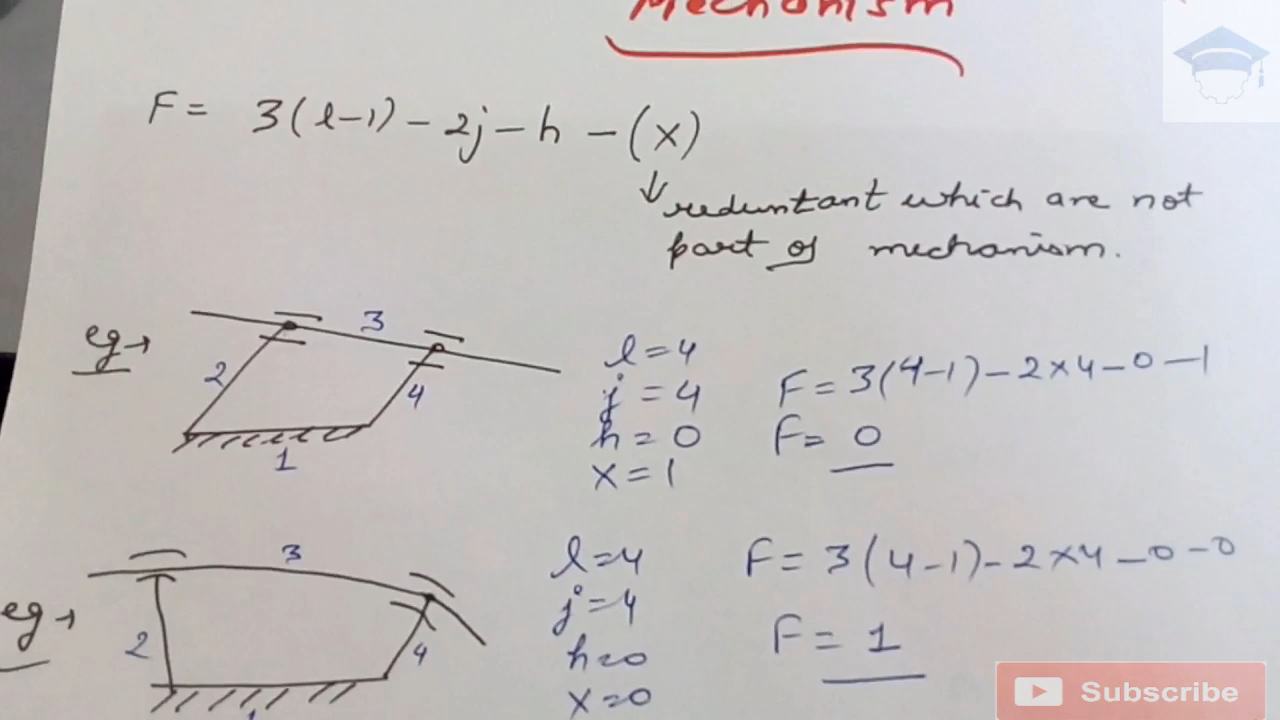 Mechanism
F = 3(l-1) - 2j - h - (x)
↓ reduntant which are not
part of mechanism.
eg →
2
3
4
1
l = 4
j = 4
h = 0
x = 1
F = 3(4-1) - 2×4 - 0 - 1
F = 0
eg →
2
3
4
1
l = 4
j = 4
h = 0
x = 0
F = 3(4-1) - 2×4 - 0 - 0
F = 1
Subscribe